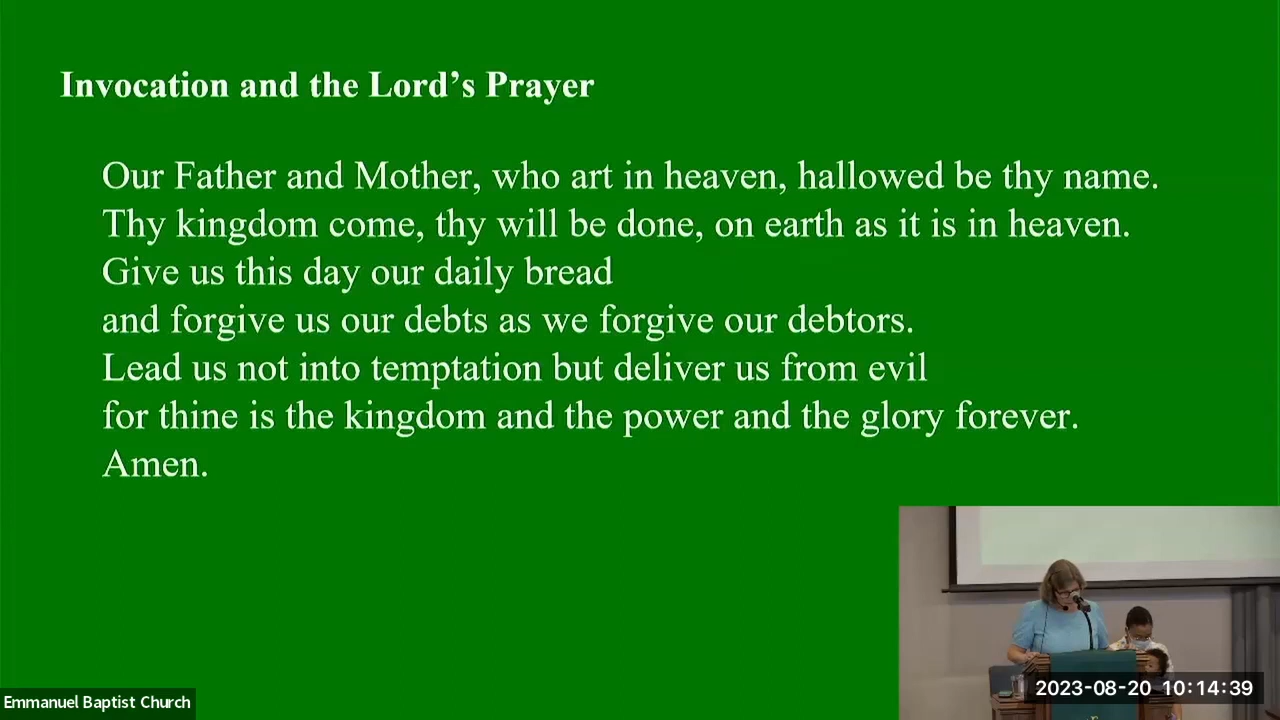 Invocation and the Lord’s Prayer
Our Father and Mother, who art in heaven, hallowed be thy name.
Thy kingdom come, thy will be done, on earth as it is in heaven.
Give us this day our daily bread
and forgive us our debts as we forgive our debtors.
Lead us not into temptation but deliver us from evil
for thine is the kingdom and the power and the glory forever.
Amen.
2023-08-20 10:14:39
Emmanuel Baptist Church